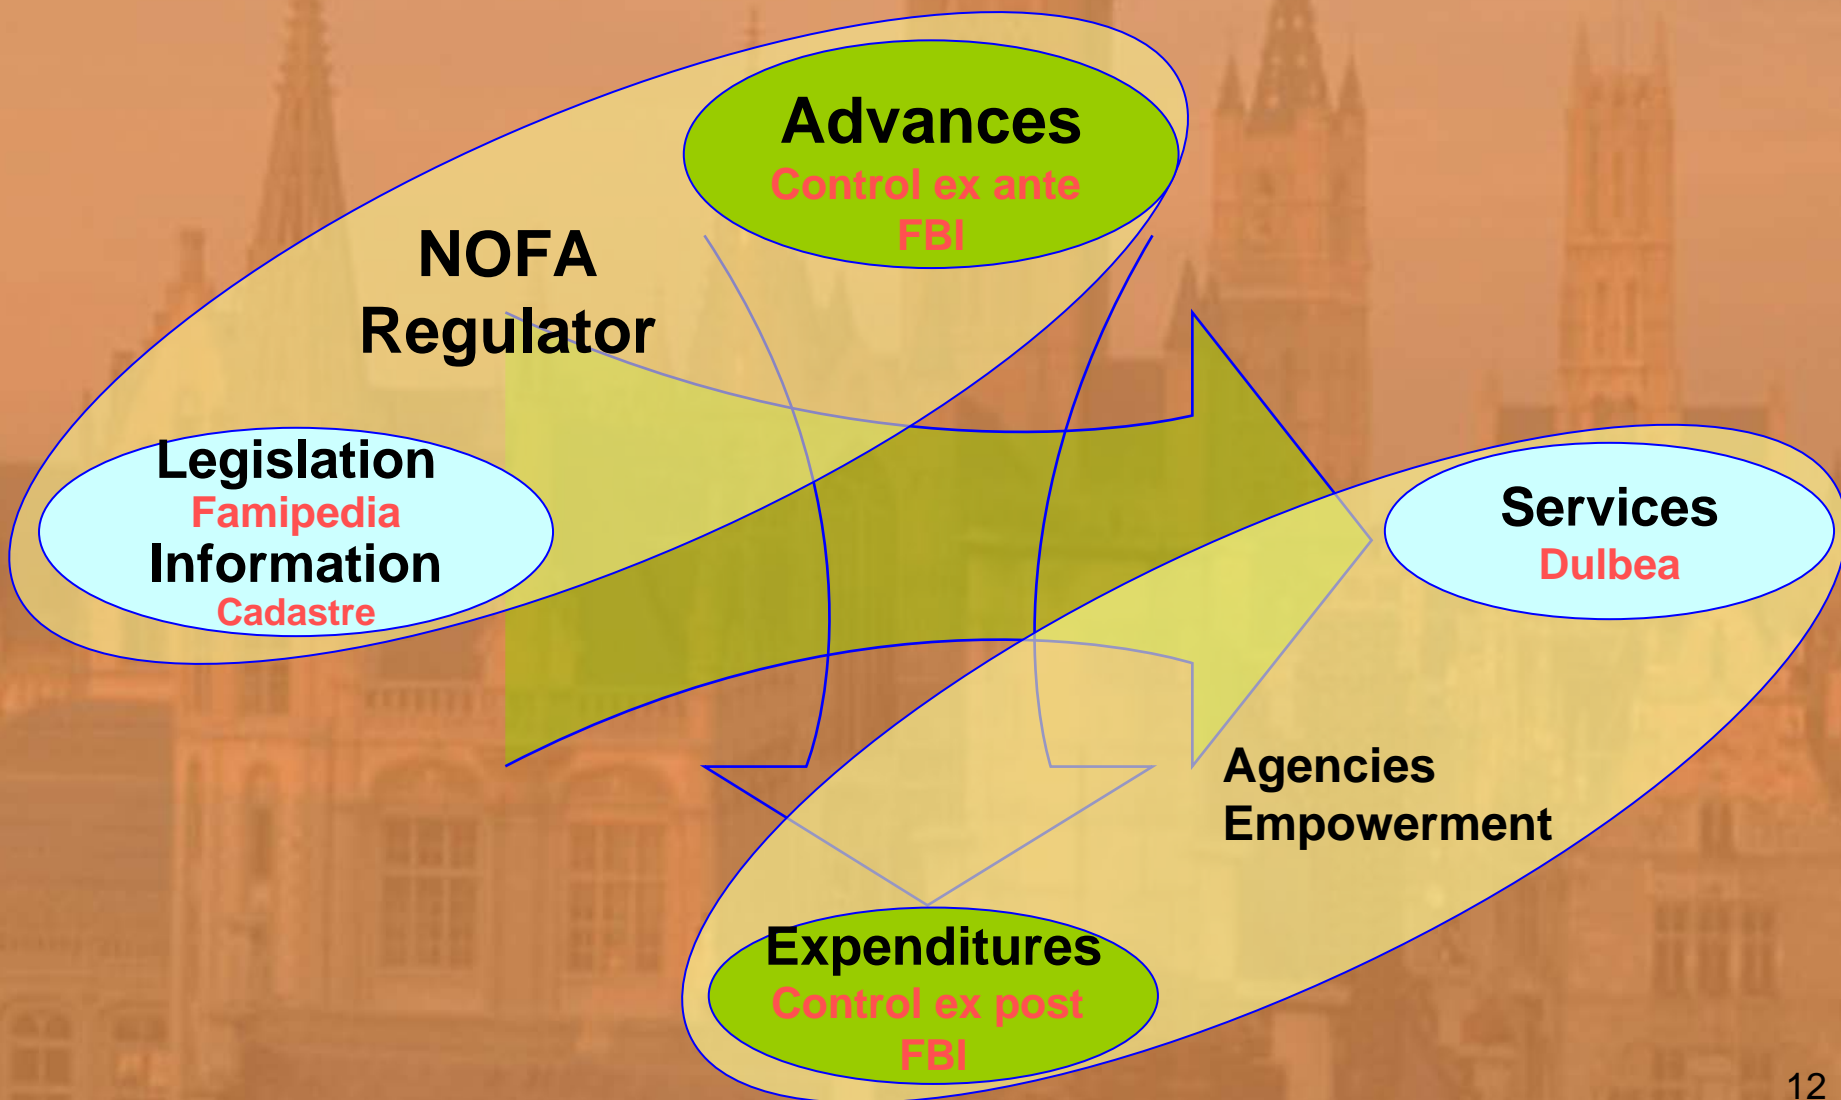 Advances
Control ex ante
FBI
NOFA
Regulator
Legislation
Famipedia
Information
Cadastre
Services
Dulbea
Agencies
Empowerment
Expenditures
Control ex post
FBI
12